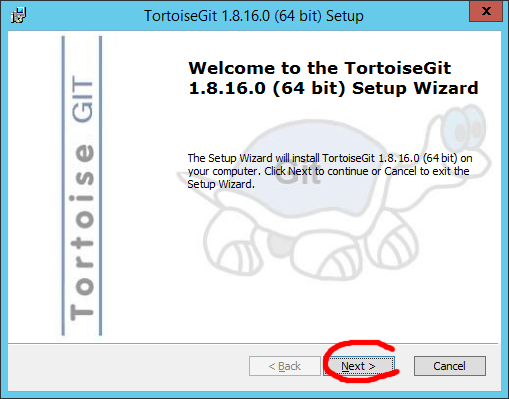 TortoiseGit 1.8.16.0 (64 bit) Setup
X
Tortoise GIT
Welcome to the TortoiseGit
1.8.16.0 (64 bit) Setup Wizard
Git
The Setup Wizard will install TortoiseGit 1.8.16.0 (64 bit) on
your computer. Click Next to continue or Cancel to exit the
Setup Wizard.
< Back
Next >
Cancel